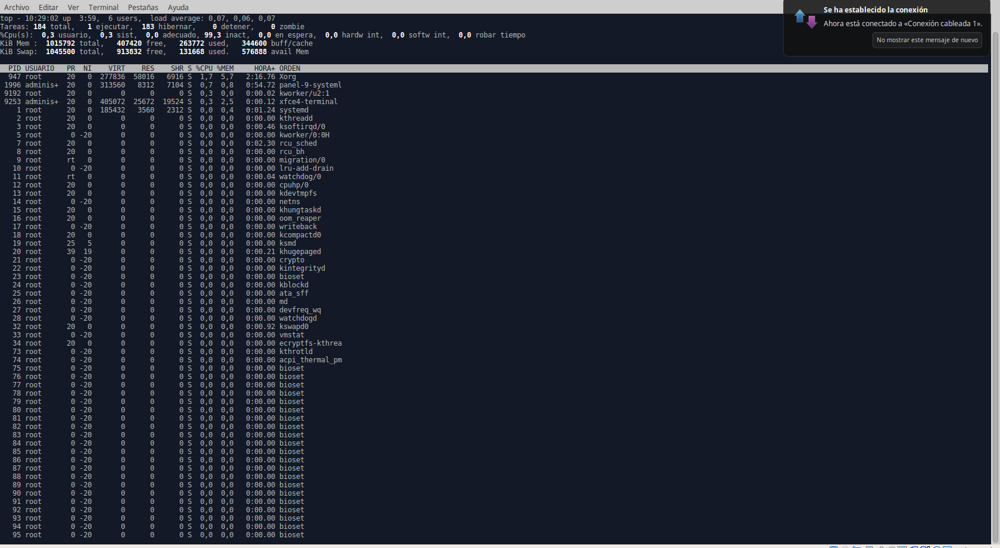 Archivo Editar Ver Terminal Pestañas Ayuda
Se ha establecido la conexión
Ahora está conectado a «Conexión cableada 1».
No mostrar este mensaje de nuevo
top - 10:29:02 up  3:59,  6 users,  load average: 0,07, 0,06, 0,07
Tareas: 184 total,   1 ejecutar, 183 hibernar,   0 detener,   0 zombie
%Cpu(s):  0,3 usuario,  0,3 sist,  0,0 adecuado, 99,3 inact,  0,0 en espera,  0,0 hardw int,  0,0 softw int,  0,0 robar tiempo
KiB Mem :  1015792 total,   407420 free,   263772 used,   344600 buff/cache
KiB Swap:  1045500 total,   913832 free,   131668 used.   576888 avail Mem
PID USUARIO PR NI VIRT RES SHR S %CPU %MEM HORA+ ORDEN
947 root 20 0 277836 58016 6916 S 1,7 5,7 2:16.76 Xorg
1996 adminis+ 20 0 313560 8312 7104 S 0,7 0,8 0:54.72 panel-9-systeml
9192 root 20 0 0 0 0 S 0,3 0,0 0:00.02 kworker/u2:1
9253 adminis+ 20 0 405072 25672 19524 S 0,3 2,5 0:00.12 xfce4-terminal
1 root 20 0 185432 3560 2312 S 0,0 0,4 0:01.24 systemd
2 root 20 0 0 0 0 S 0,0 0,0 0:00.00 kthreadd
3 root 20 0 0 0 0 S 0,0 0,0 0:00.46 ksoftirqd/0
5 root 0 -20 0 0 0 S 0,0 0,0 0:00.00 kworker/0:0H
7 root 20 0 0 0 0 S 0,0 0,0 0:02.30 rcu_sched
8 root 20 0 0 0 0 S 0,0 0,0 0:00.00 rcu_bh
9 root rt 0 0 0 0 S 0,0 0,0 0:00.00 migration/0
10 root 0 -20 0 0 0 S 0,0 0,0 0:00.00 lru-add-drain
11 root rt 0 0 0 0 S 0,0 0,0 0:00.04 watchdog/0
12 root 20 0 0 0 0 S 0,0 0,0 0:00.00 cpuhp/0
13 root 20 0 0 0 0 S 0,0 0,0 0:00.00 kdevtmpfs
14 root 0 -20 0 0 0 S 0,0 0,0 0:00.00 netns
15 root 20 0 0 0 0 S 0,0 0,0 0:00.00 khungtaskd
16 root 20 0 0 0 0 S 0,0 0,0 0:00.00 oom_reaper
17 root 0 -20 0 0 0 S 0,0 0,0 0:00.00 writeback
18 root 20 0 0 0 0 S 0,0 0,0 0:00.00 kcompactd0
19 root 25 5 0 0 0 S 0,0 0,0 0:00.00 ksmd
20 root 39 19 0 0 0 S 0,0 0,0 0:00.21 khugepaged
21 root 0 -20 0 0 0 S 0,0 0,0 0:00.00 crypto
22 root 0 -20 0 0 0 S 0,0 0,0 0:00.00 kintegrityd
23 root 0 -20 0 0 0 S 0,0 0,0 0:00.00 bioset
24 root 0 -20 0 0 0 S 0,0 0,0 0:00.00 kblockd
25 root 0 -20 0 0 0 S 0,0 0,0 0:00.00 ata_sff
26 root 0 -20 0 0 0 S 0,0 0,0 0:00.00 md
27 root 0 -20 0 0 0 S 0,0 0,0 0:00.00 devfreq_wq
28 root 0 -20 0 0 0 S 0,0 0,0 0:00.00 watchdogd
32 root 20 0 0 0 0 S 0,0 0,0 0:00.92 kswapd0
33 root 0 -20 0 0 0 S 0,0 0,0 0:00.00 vmstat
34 root 20 0 0 0 0 S 0,0 0,0 0:00.00 ecryptfs-kthrea
73 root 0 -20 0 0 0 S 0,0 0,0 0:00.00 kthrotld
74 root 0 -20 0 0 0 S 0,0 0,0 0:00.00 acpi_thermal_pm
75 root 0 -20 0 0 0 S 0,0 0,0 0:00.00 bioset
76 root 0 -20 0 0 0 S 0,0 0,0 0:00.00 bioset
77 root 0 -20 0 0 0 S 0,0 0,0 0:00.00 bioset
78 root 0 -20 0 0 0 S 0,0 0,0 0:00.00 bioset
79 root 0 -20 0 0 0 S 0,0 0,0 0:00.00 bioset
80 root 0 -20 0 0 0 S 0,0 0,0 0:00.00 bioset
81 root 0 -20 0 0 0 S 0,0 0,0 0:00.00 bioset
82 root 0 -20 0 0 0 S 0,0 0,0 0:00.00 bioset
83 root 0 -20 0 0 0 S 0,0 0,0 0:00.00 bioset
84 root 0 -20 0 0 0 S 0,0 0,0 0:00.00 bioset
85 root 0 -20 0 0 0 S 0,0 0,0 0:00.00 bioset
86 root 0 -20 0 0 0 S 0,0 0,0 0:00.00 bioset
87 root 0 -20 0 0 0 S 0,0 0,0 0:00.00 bioset
88 root 0 -20 0 0 0 S 0,0 0,0 0:00.00 bioset
89 root 0 -20 0 0 0 S 0,0 0,0 0:00.00 bioset
90 root 0 -20 0 0 0 S 0,0 0,0 0:00.00 bioset
91 root 0 -20 0 0 0 S 0,0 0,0 0:00.00 bioset
92 root 0 -20 0 0 0 S 0,0 0,0 0:00.00 bioset
93 root 0 -20 0 0 0 S 0,0 0,0 0:00.00 bioset
94 root 0 -20 0 0 0 S 0,0 0,0 0:00.00 bioset
95 root 0 -20 0 0 0 S 0,0 0,0 0:00.00 bioset